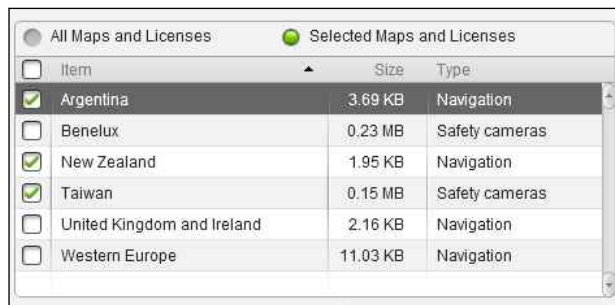 All Maps and Licenses Selected Maps and Licenses
Item Size Type
Argentina 3.69 KB Navigation
Benelux 0.23 MB Safety cameras
New Zealand 1.95 KB Navigation
Taiwan 0.15 MB Safety cameras
United Kingdom and Ireland 2.16 KB Navigation
Western Europe 11.03 KB Navigation